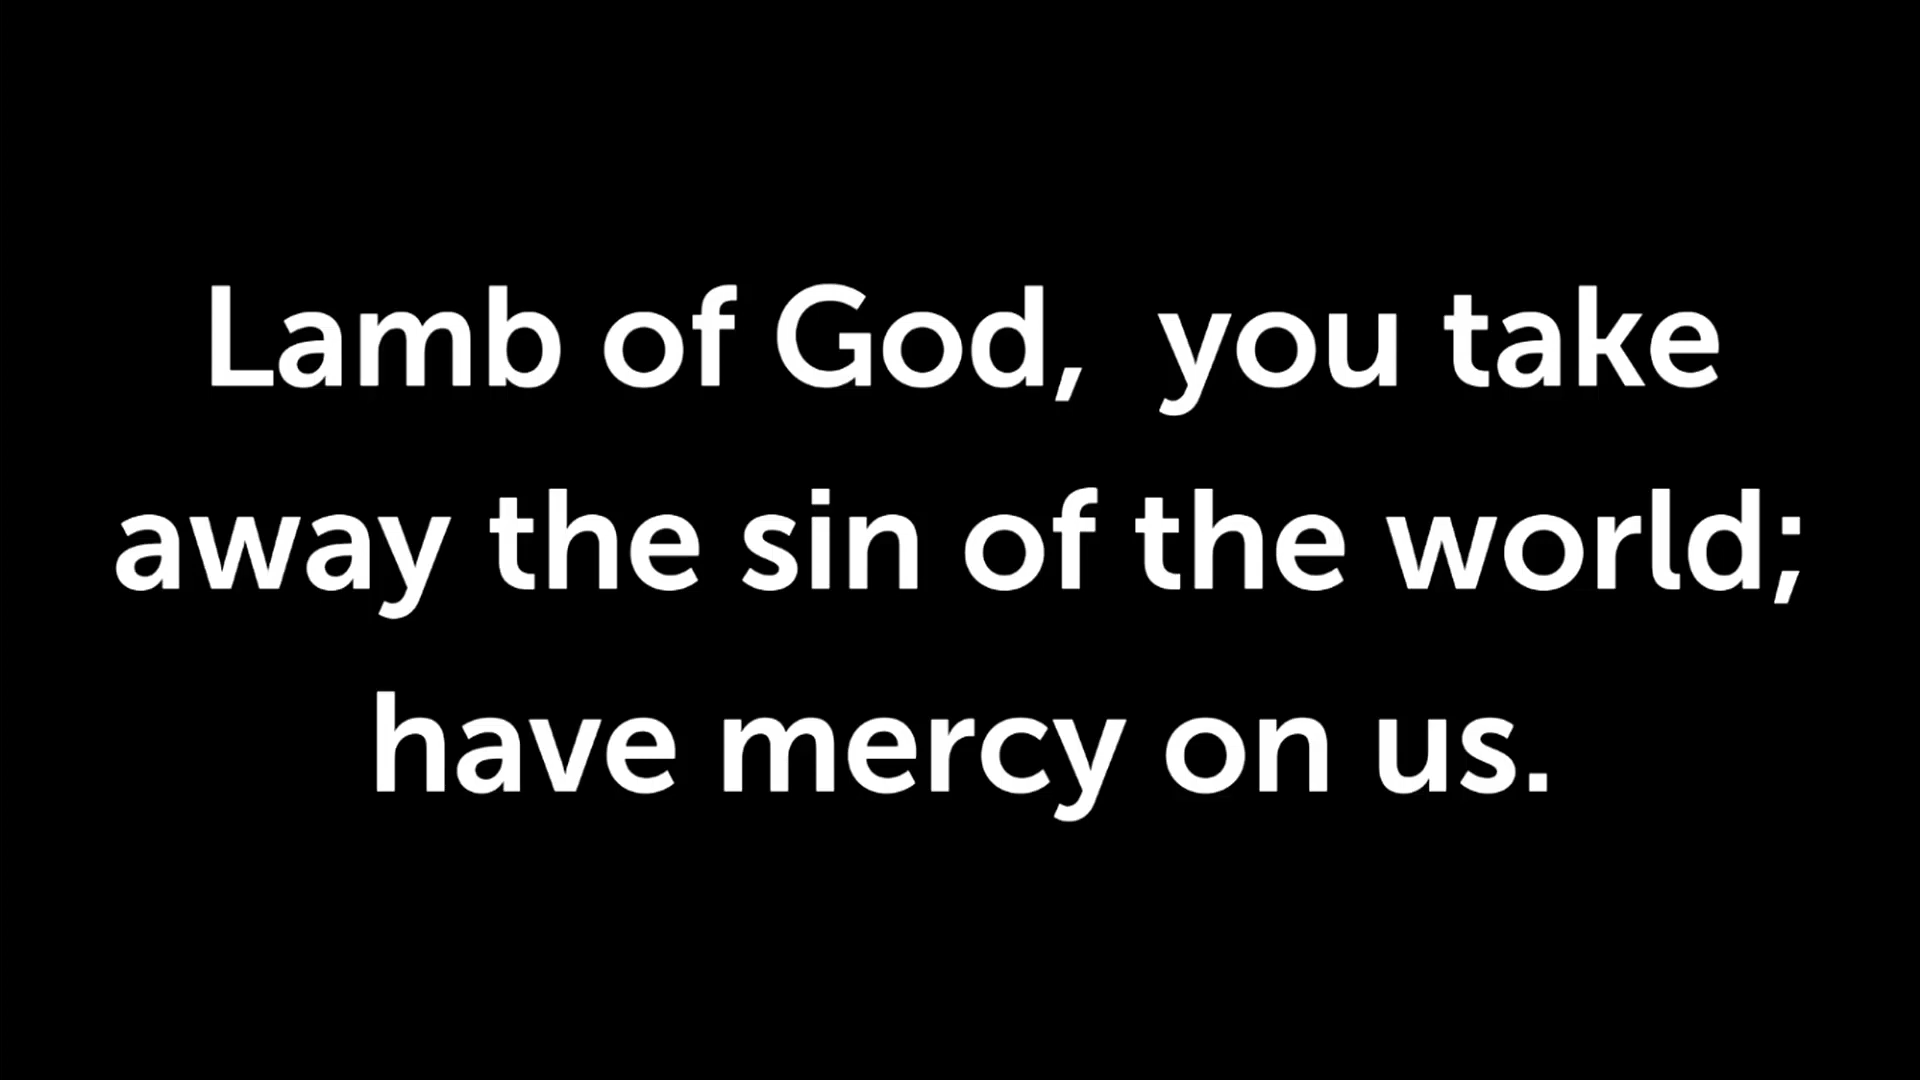 Lamb of God,  you take
away the sin of the world;
have mercy on us.